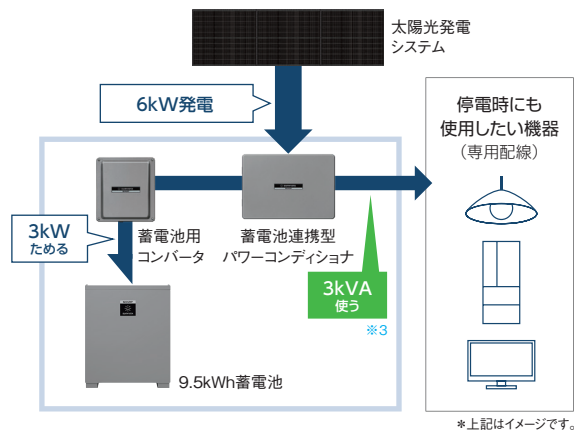 太陽光発電
システム
6kW発電
停電時にも
使用したい機器
(専用配線)
3kW
ためる
蓄電池用
コンバータ
蓄電池連携型
パワーコンディショナ
3kVA
使う
※3
9.5kWh蓄電池
*上記はイメージです。